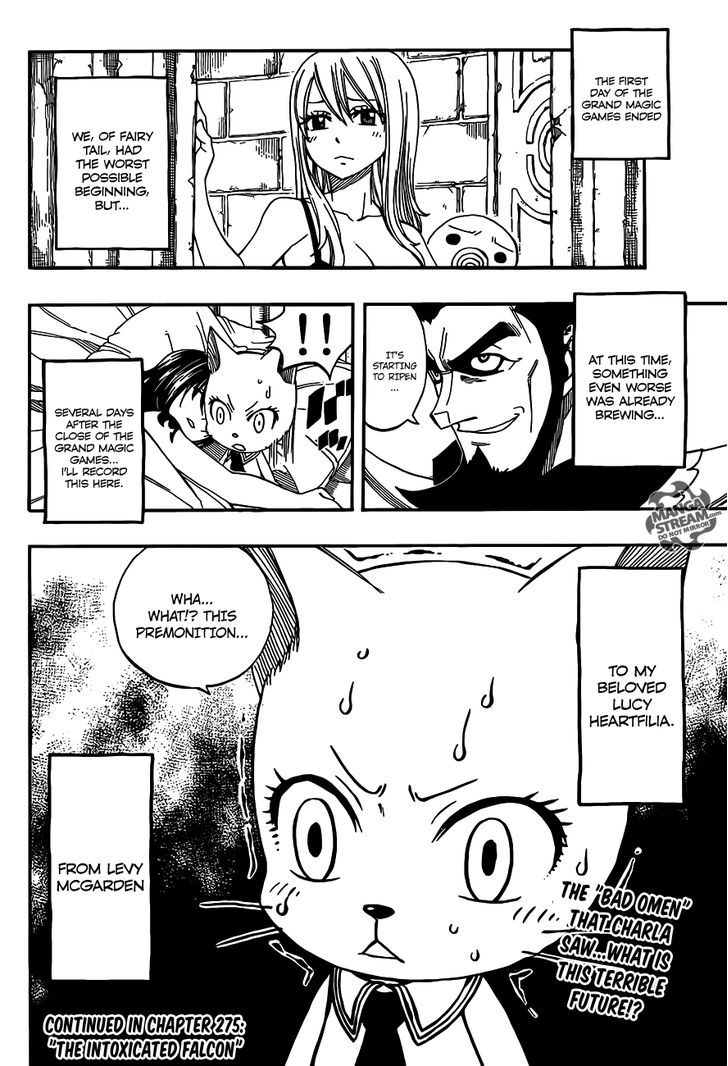 THE FIRST
DAY OF THE
GRAND MAGIC
GAMES ENDED
WE, OF FAIRY
TAIL, HAD
THE WORST
POSSIBLE
BEGINNING,
BUT...
AT THIS TIME,
SOMETHING
EVEN WORSE
WAS ALREADY
BREWING...
IT'S
STARTING
TO RIPEN
...
!!
SEVERAL DAYS
AFTER THE
CLOSE OF THE
GRAND MAGIC
GAMES...
I'LL RECORD
THIS HERE.
MANGA
STREAM.com
DO NOT MIRROR
WHA...
WHAT!? THIS
PREMONITION...
TO MY
BELOVED
LUCY
HEARTFILIA.
FROM LEVY
MCGARDEN
THE "BAD OMEN"
THAT CHARLA
SAW...WHAT IS
THIS TERRIBLE
FUTURE!?
CONTINUED IN CHAPTER 275:
"THE INTOXICATED FALCON"